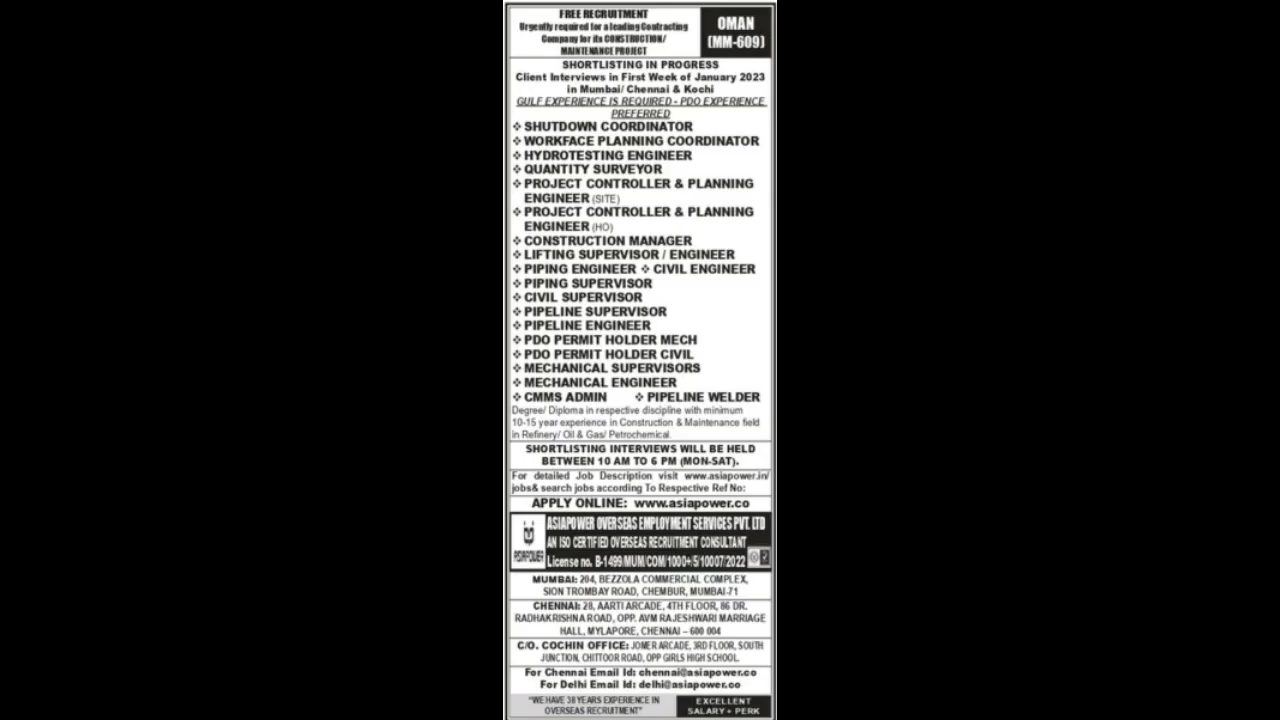 FREE RECRUITMENT
Urgently required for a leading Contracting
Company for its CONSTRUCTION/
MAINTENANCE PROJECT
OMAN
(MM-609)
SHORTLISTING IN PROGRESS
Client Interviews in First Week of January 2023
in Mumbai/ Chennai & Kochi
GULF EXPERIENCE IS REQUIRED - PDO EXPERIENCE
PREFERRED
❖ SHUTDOWN COORDINATOR
❖ WORKFACE PLANNING COORDINATOR
❖ HYDROTESTING ENGINEER
❖ QUANTITY SURVEYOR
❖ PROJECT CONTROLLER & PLANNING
ENGINEER (SITE)
❖ PROJECT CONTROLLER & PLANNING
ENGINEER (HO)
❖ CONSTRUCTION MANAGER
❖ LIFTING SUPERVISOR / ENGINEER
❖ PIPING ENGINEER ❖ CIVIL ENGINEER
❖ PIPING SUPERVISOR
❖ CIVIL SUPERVISOR
❖ PIPELINE SUPERVISOR
❖ PIPELINE ENGINEER
❖ PDO PERMIT HOLDER MECH
❖ PDO PERMIT HOLDER CIVIL
❖ MECHANICAL SUPERVISORS
❖ MECHANICAL ENGINEER
❖ CMMS ADMIN ❖ PIPELINE WELDER
Degree/ Diploma in respective discipline with minimum
10-15 year experience in Construction & Maintenance field
in Refinery/ Oil & Gas/ Petrochemical.
SHORTLISTING INTERVIEWS WILL BE HELD
BETWEEN 10 AM TO 6 PM (MON-SAT).
For detailed Job Description visit www.asiapower.in/
jobs& search jobs according To Respective Ref No:
APPLY ONLINE: www.asiapower.co
ASIAPOWER
ASIAPOWER OVERSEAS EMPLOYMENT SERVICES PVT. LTD
AN ISO CERTIFIED OVERSEAS RECRUITMENT CONSULTANT
License no. B-1499/MUM/COM/1000+/5/10007/2022
MUMBAI: 204, BEZZOLA COMMERCIAL COMPLEX,
SION TROMBAY ROAD, CHEMBUR, MUMBAI-71
CHENNAI: 28, AARTI ARCADE, 4TH FLOOR, 86 DR.
RADHAKRISHNA ROAD, OPP. AVM RAJESHWARI MARRIAGE
HALL, MYLAPORE, CHENNAI – 600 004
C/O. COCHIN OFFICE: JOMER ARCADE, 3RD FLOOR, SOUTH
JUNCTION, CHITTOOR ROAD, OPP GIRLS HIGH SCHOOL.
For Chennai Email Id: chennai@asiapower.co
For Delhi Email Id: delhi@asiapower.co
"WE HAVE 38 YEARS EXPERIENCE IN
OVERSEAS RECRUITMENT"
EXCELLENT
SALARY + PERK